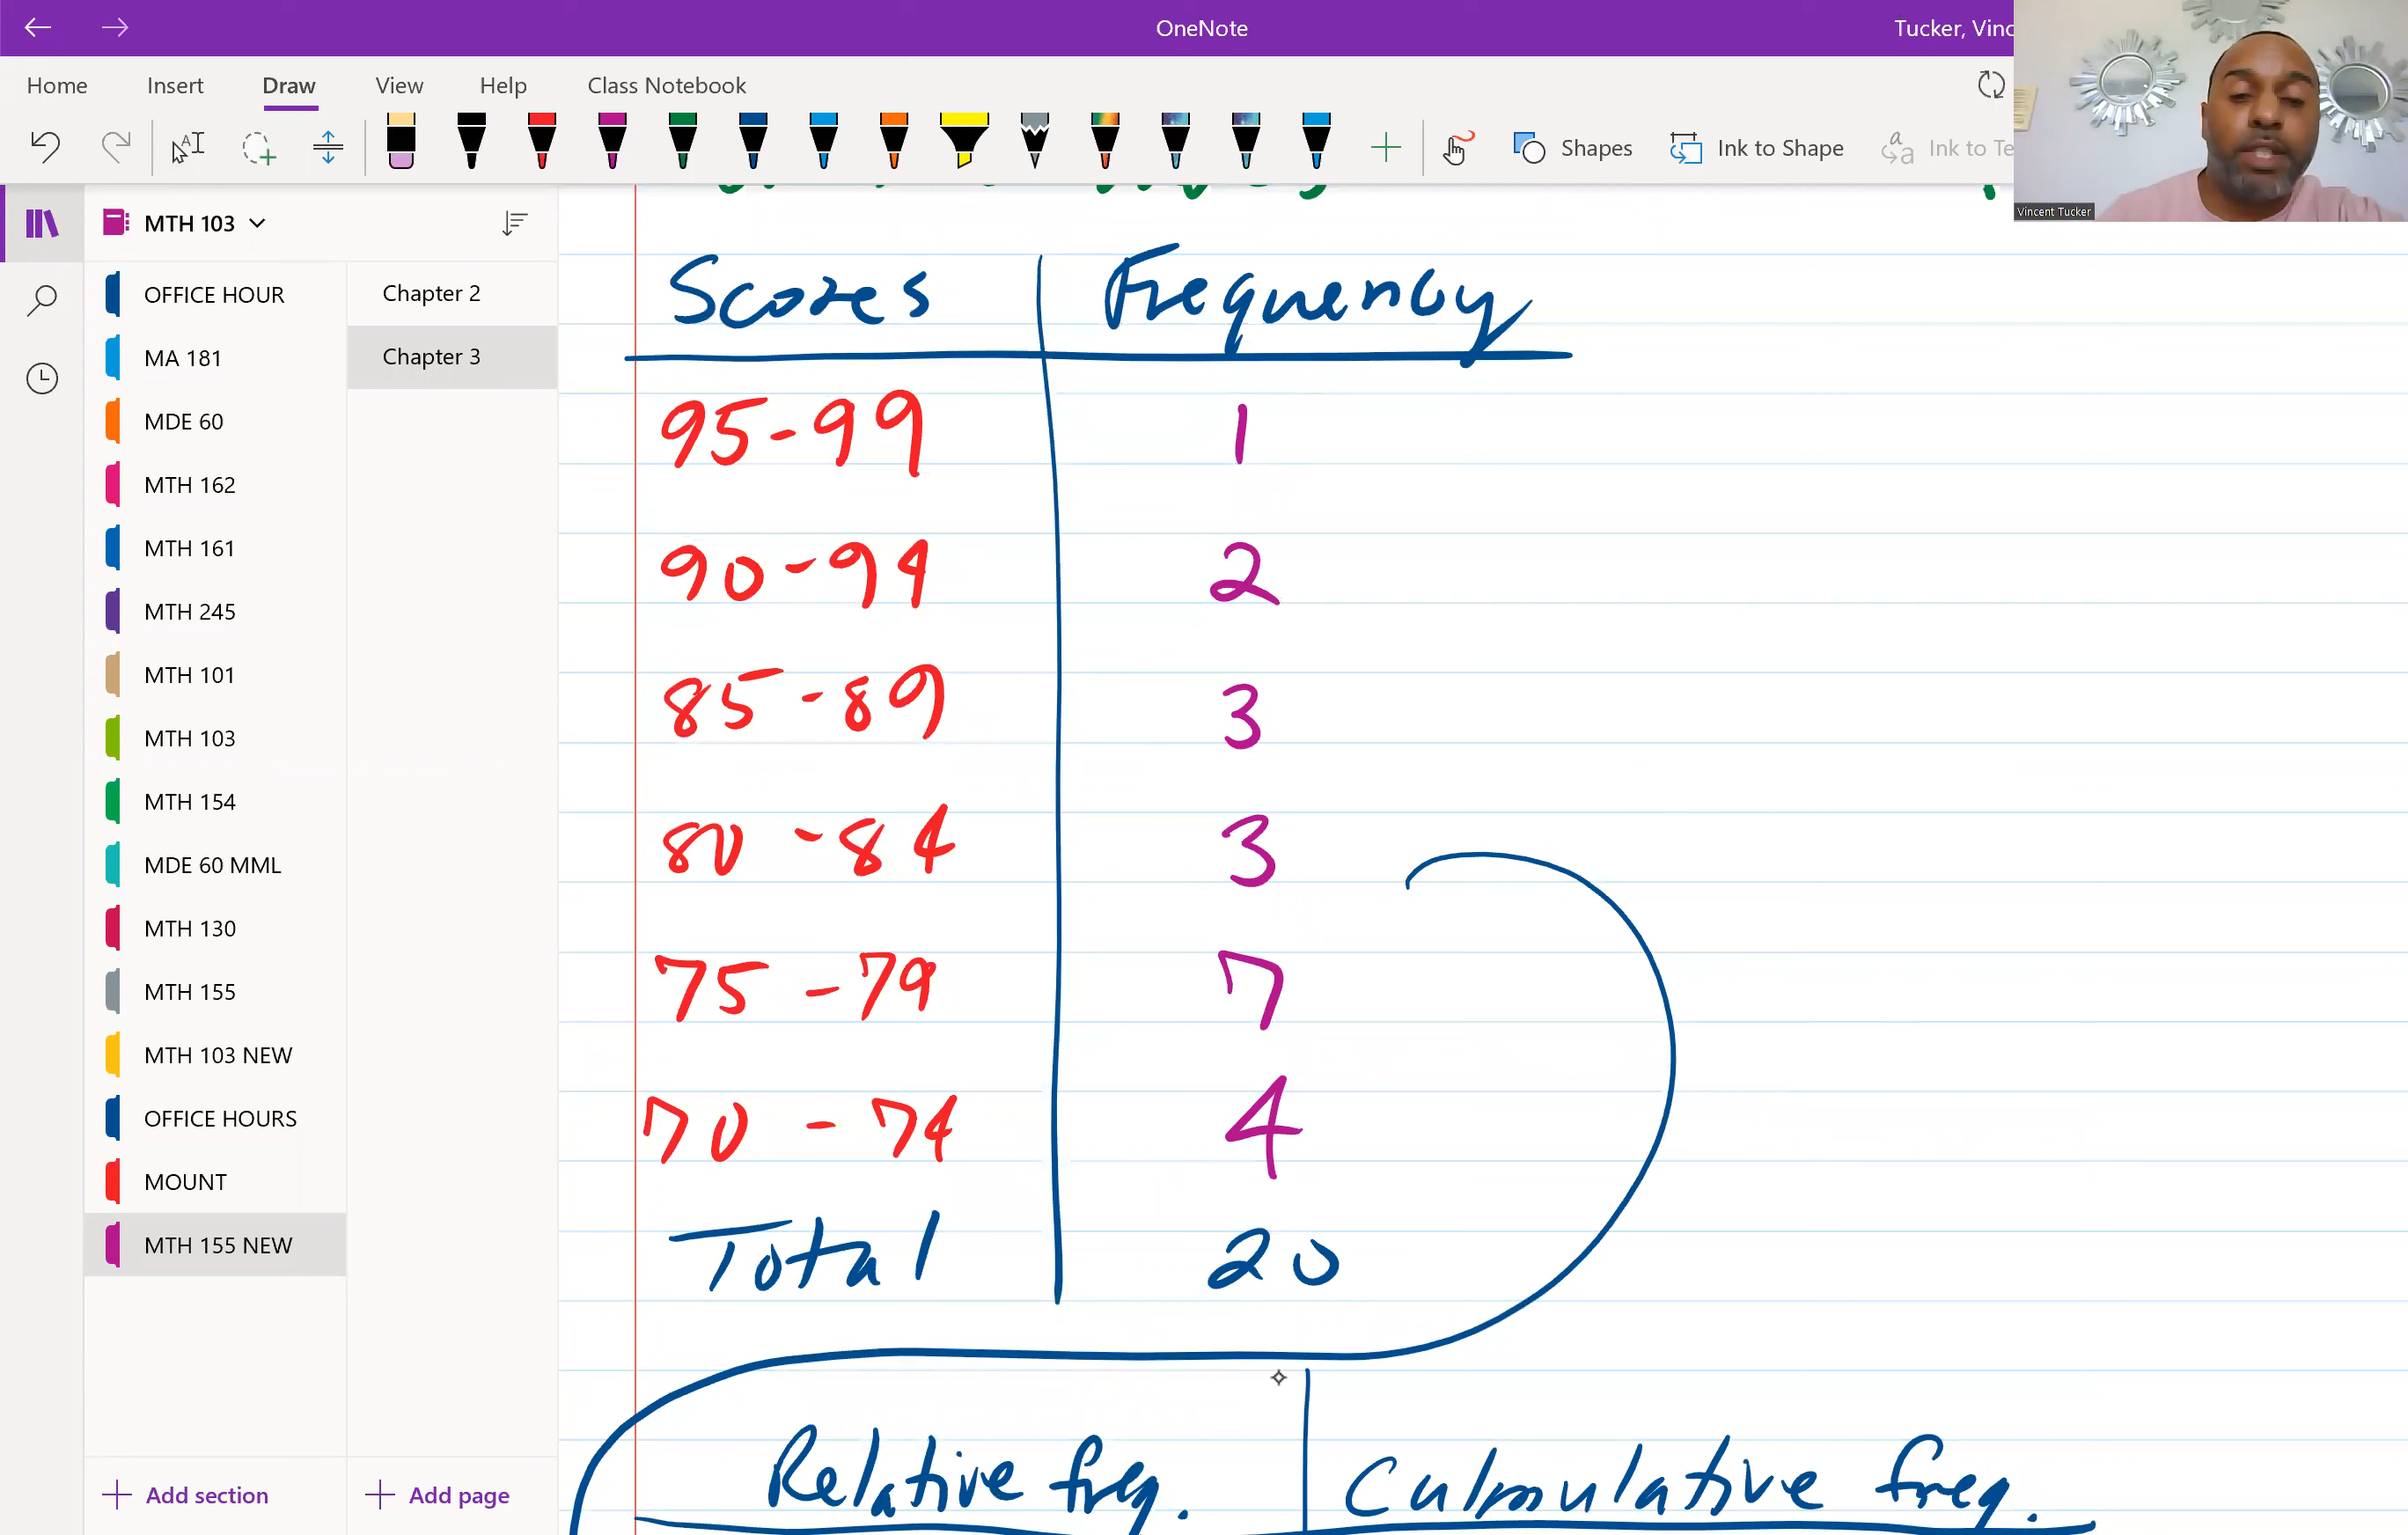 OneNote
Tucker, Vinc
Home Insert Draw View Help Class Notebook
Shapes Ink to Shape Ink to Te
Vincent Tucker
MTH 103
OFFICE HOUR
MA 181
MDE 60
MTH 162
MTH 161
MTH 245
MTH 101
MTH 103
MTH 154
MDE 60 MML
MTH 130
MTH 155
MTH 103 NEW
OFFICE HOURS
MOUNT
MTH 155 NEW
Add section
Chapter 2
Chapter 3
Add page
Scores Frequency
95-99 1
90-94 2
85-89 3
80-84 3
75-79 7
70-74 4
Total 20
Relative freq. Culmulative freq.